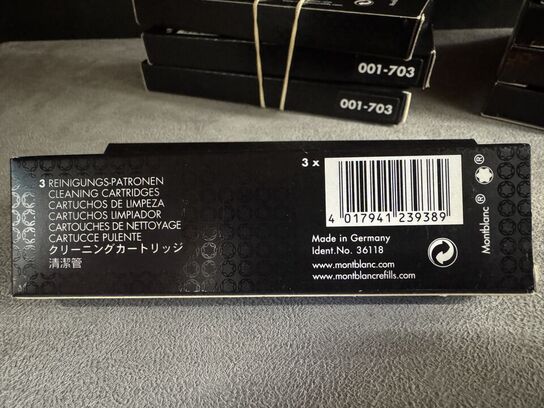 001-703
001-703
3 REINIGUNGS-PATRONEN
CLEANING CARTRIDGES
CARTUCHOS DE LIMPEZA
CARTUCHOS LIMPIADOR
CARTOUCHES DE NETTOYAGE
CARTUCCE PULENTE
クリーニングカートリッジ
清潔管
3 x
4 017941 239389
Made in Germany
Ident.No. 36118
www.montblanc.com
www.montblancrefills.com
Montblanc ® ®